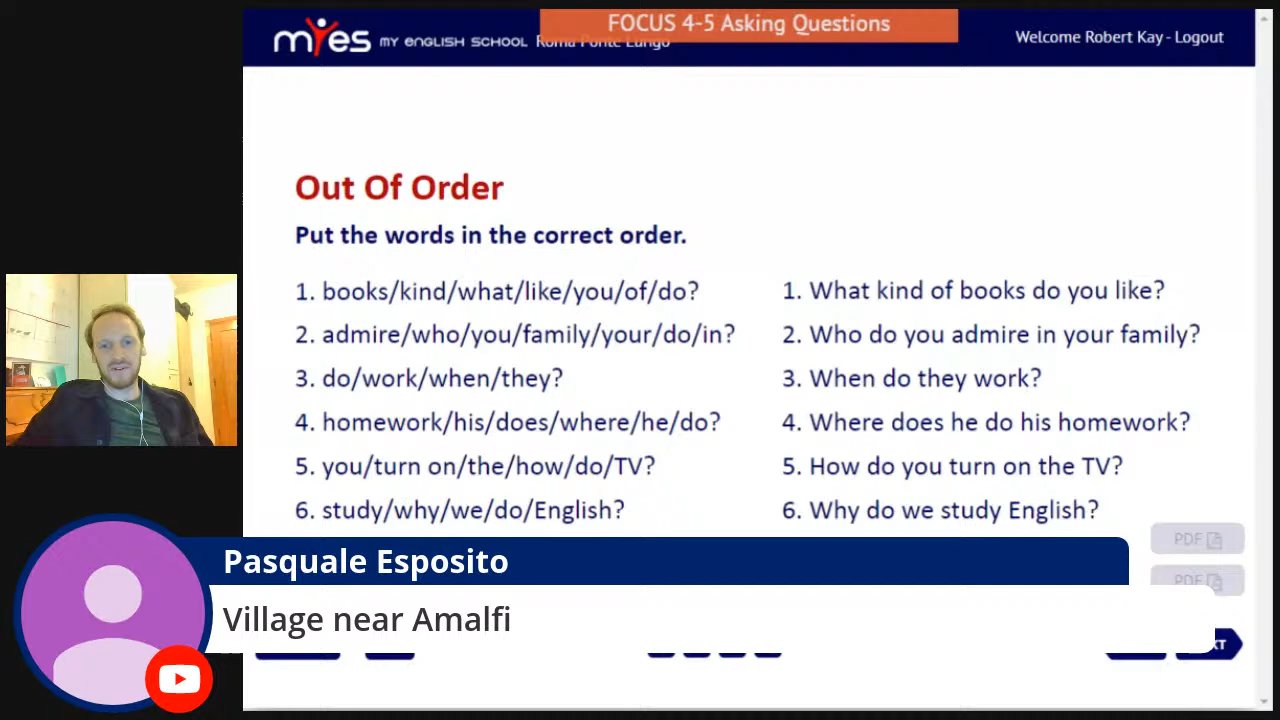 FOCUS 4-5 Asking Questions
myes MY ENGLISH SCHOOL Roma Ponte Lungo
Welcome Robert Kay - Logout
Out Of Order
Put the words in the correct order.
1. books/kind/what/like/you/of/do?
2. admire/who/you/family/your/do/in?
3. do/work/when/they?
4. homework/his/does/where/he/do?
5. you/turn on/the/how/do/TV?
6. study/why/we/do/English?
1. What kind of books do you like?
2. Who do you admire in your family?
3. When do they work?
4. Where does he do his homework?
5. How do you turn on the TV?
6. Why do we study English?
PDF
PDF
Pasquale Esposito
Village near Amalfi